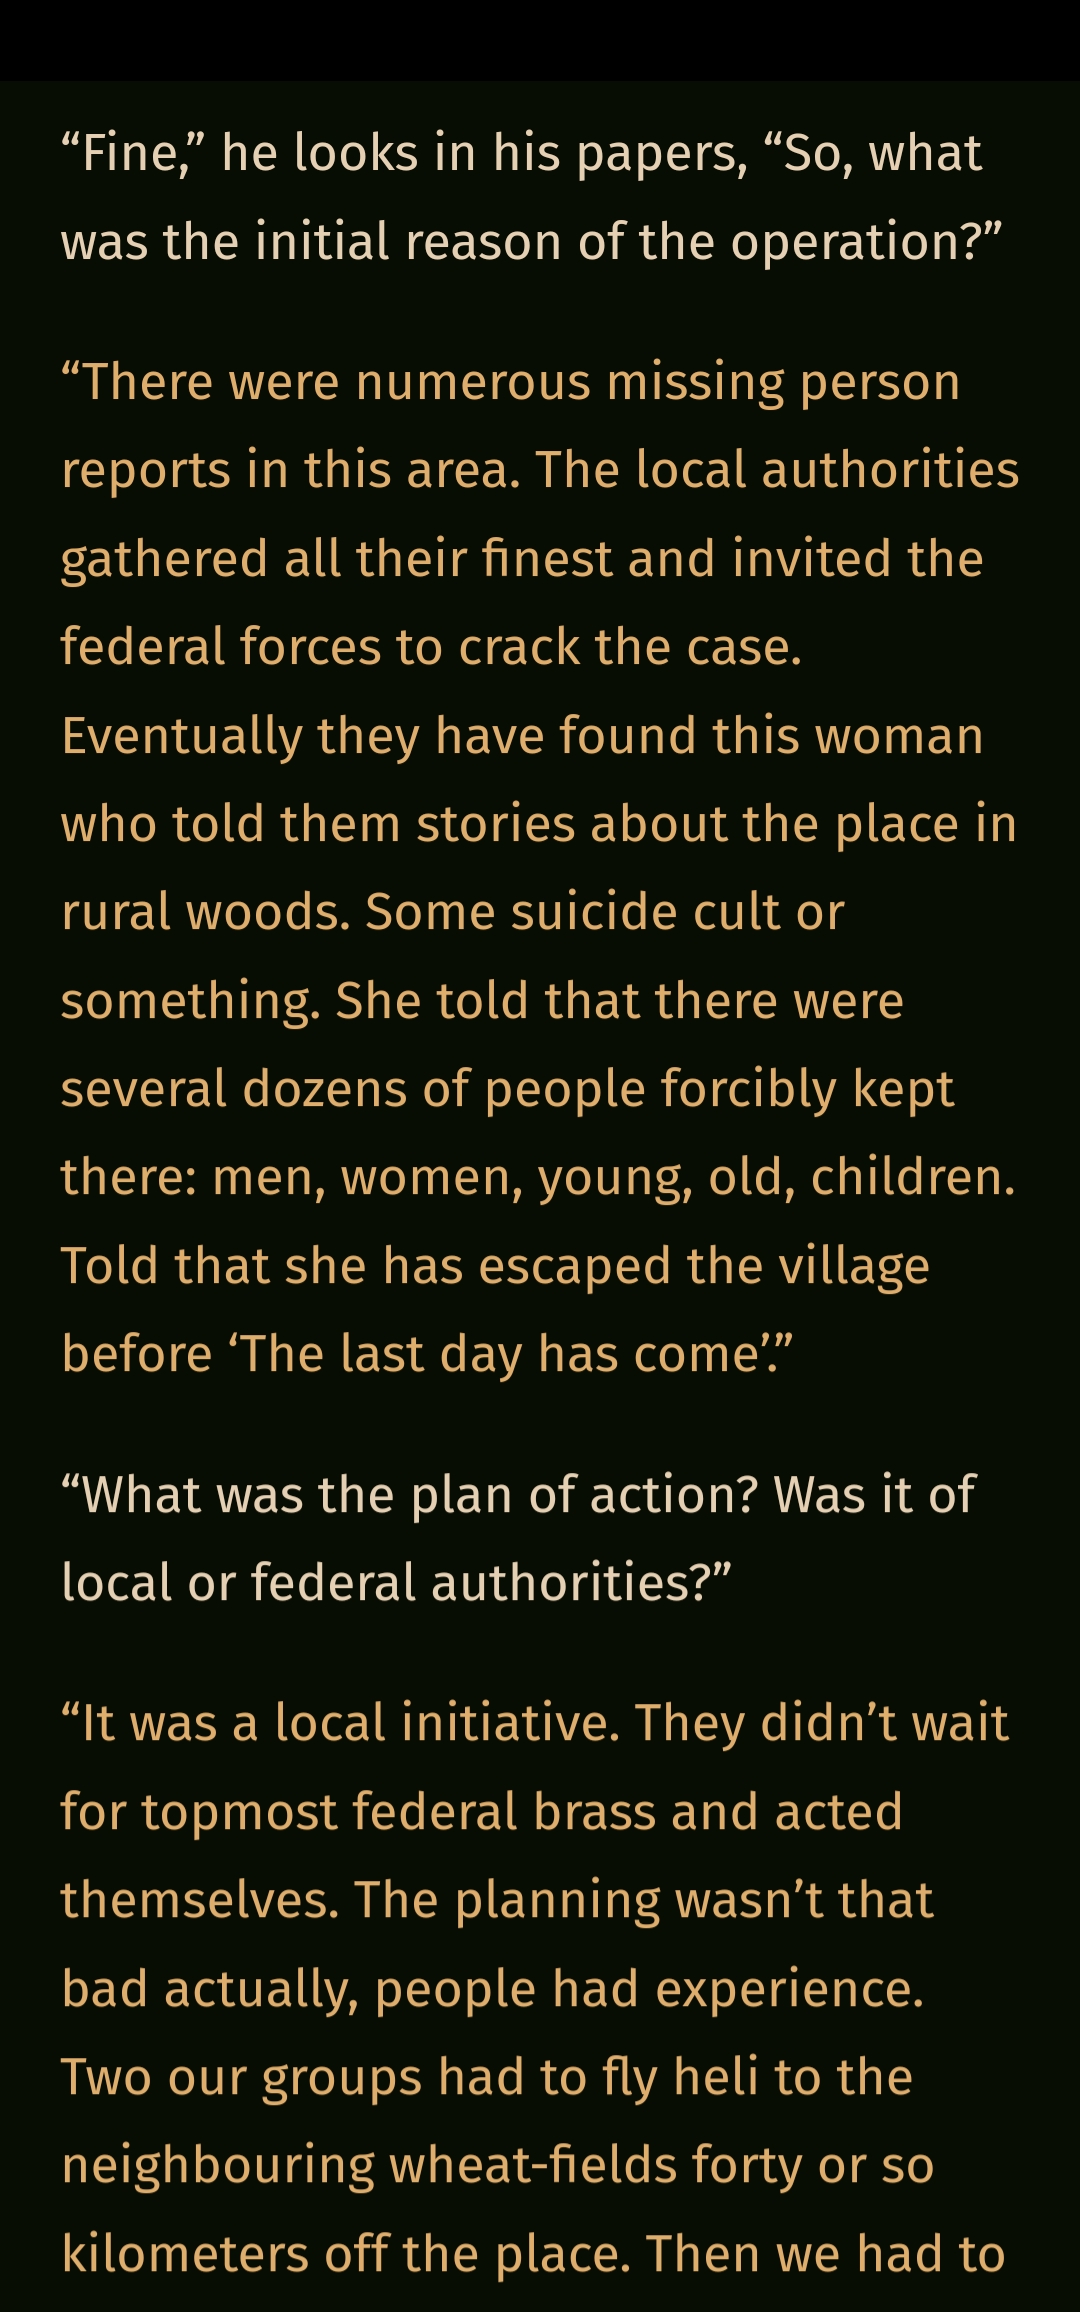 “Fine,” he looks in his papers, “So, what
was the initial reason of the operation?”
“There were numerous missing person
reports in this area. The local authorities
gathered all their finest and invited the
federal forces to crack the case.
Eventually they have found this woman
who told them stories about the place in
rural woods. Some suicide cult or
something. She told that there were
several dozens of people forcibly kept
there: men, women, young, old, children.
Told that she has escaped the village
before ‘The last day has come’.”
“What was the plan of action? Was it of
local or federal authorities?”
“It was a local initiative. They didn’t wait
for topmost federal brass and acted
themselves. The planning wasn’t that
bad actually, people had experience.
Two our groups had to fly heli to the
neighbouring wheat-fields forty or so
kilometers off the place. Then we had to